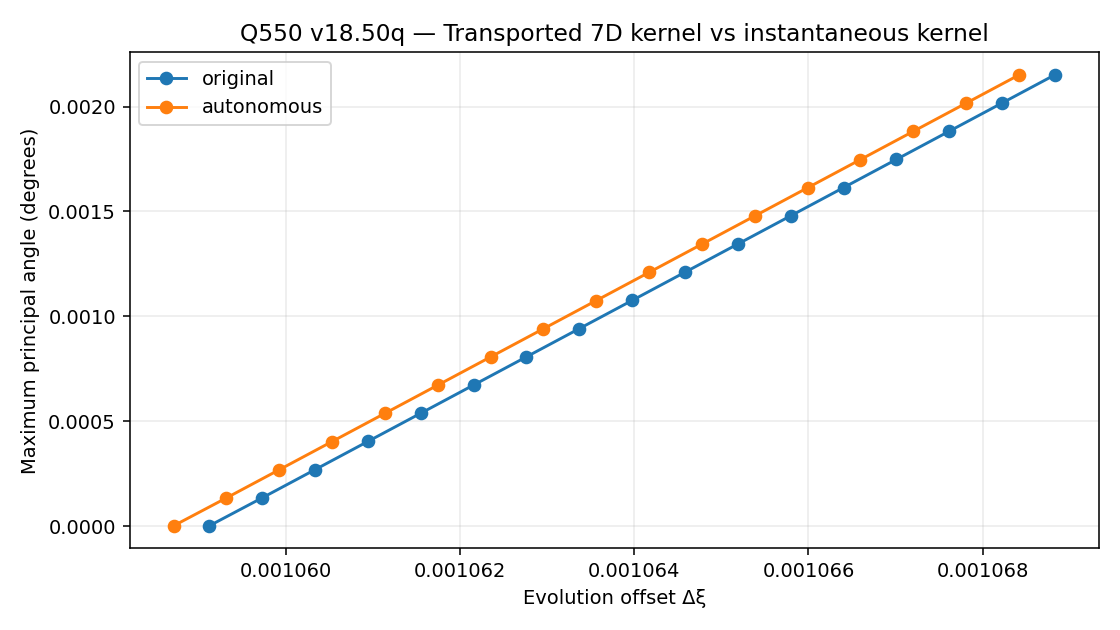 Q550 v18.50q — Transported 7D kernel vs instantaneous kernel
original
autonomous
Maximum principal angle (degrees)
0.0020
0.0015
0.0010
0.0005
0.0000
0.001060
0.001062
0.001064
0.001066
0.001068
Evolution offset Δξ